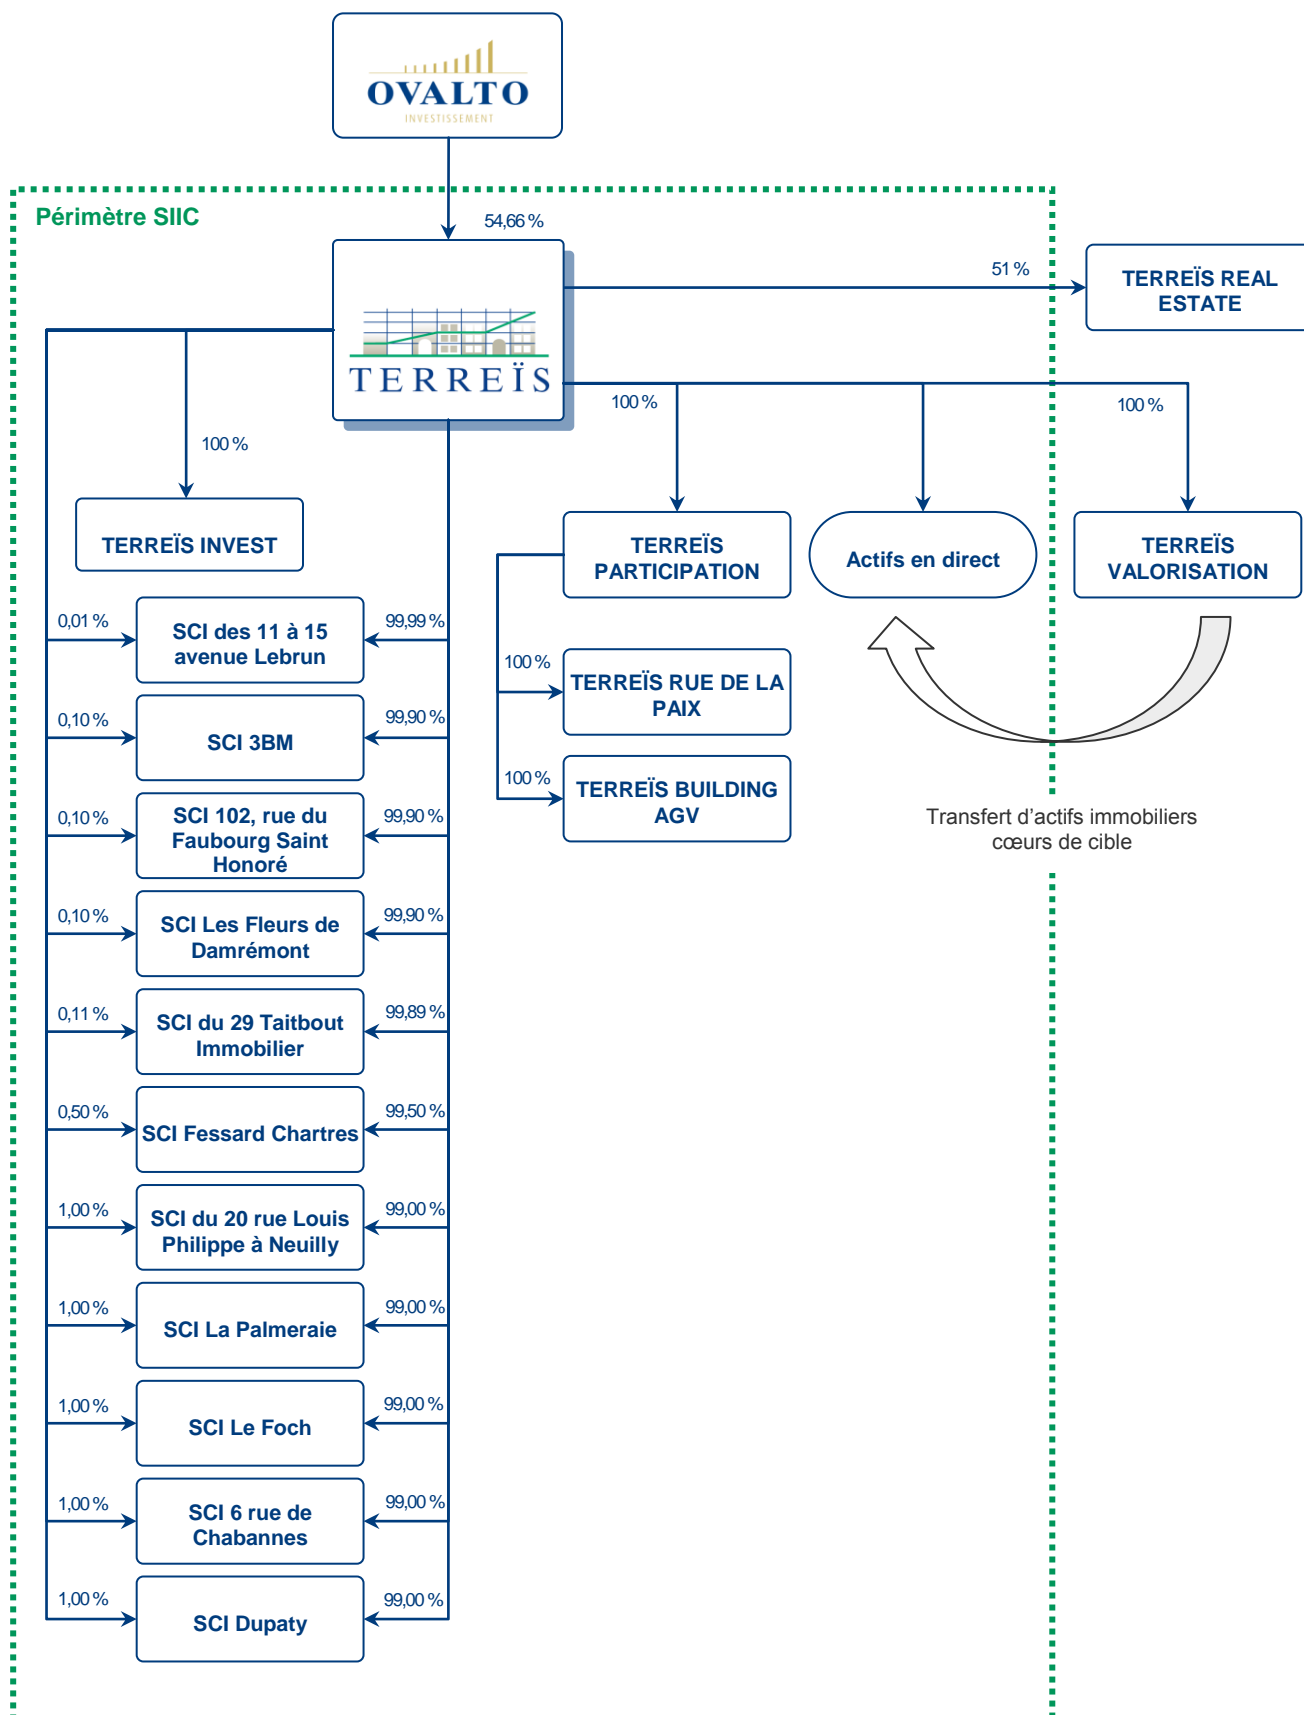 OVALTO
INVESTISSEMENT
Périmètre SIIC
54,66 %
51 %
TERREÏS REAL
ESTATE
TERREÏS
100 %
100 %
100 %
TERREÏS INVEST
TERREÏS
PARTICIPATION
Actifs en direct
TERREÏS
VALORISATION
0,01 %
SCI des 11 à 15
avenue Lebrun
99,99 %
100 %
TERREÏS RUE DE LA
PAIX
0,10 %
SCI 3BM
99,90 %
100 %
TERREÏS BUILDING
AGV
Transfert d’actifs immobiliers
cœurs de cible
0,10 %
SCI 102, rue du
Faubourg Saint
Honoré
99,90 %
0,10 %
SCI Les Fleurs de
Damrémont
99,90 %
0,11 %
SCI du 29 Taitbout
Immobilier
99,89 %
0,50 %
SCI Fessard Chartres
99,50 %
1,00 %
SCI du 20 rue Louis
Philippe à Neuilly
99,00 %
1,00 %
SCI La Palmeraie
99,00 %
1,00 %
SCI Le Foch
99,00 %
1,00 %
SCI 6 rue de
Chabannes
99,00 %
1,00 %
SCI Dupaty
99,00 %